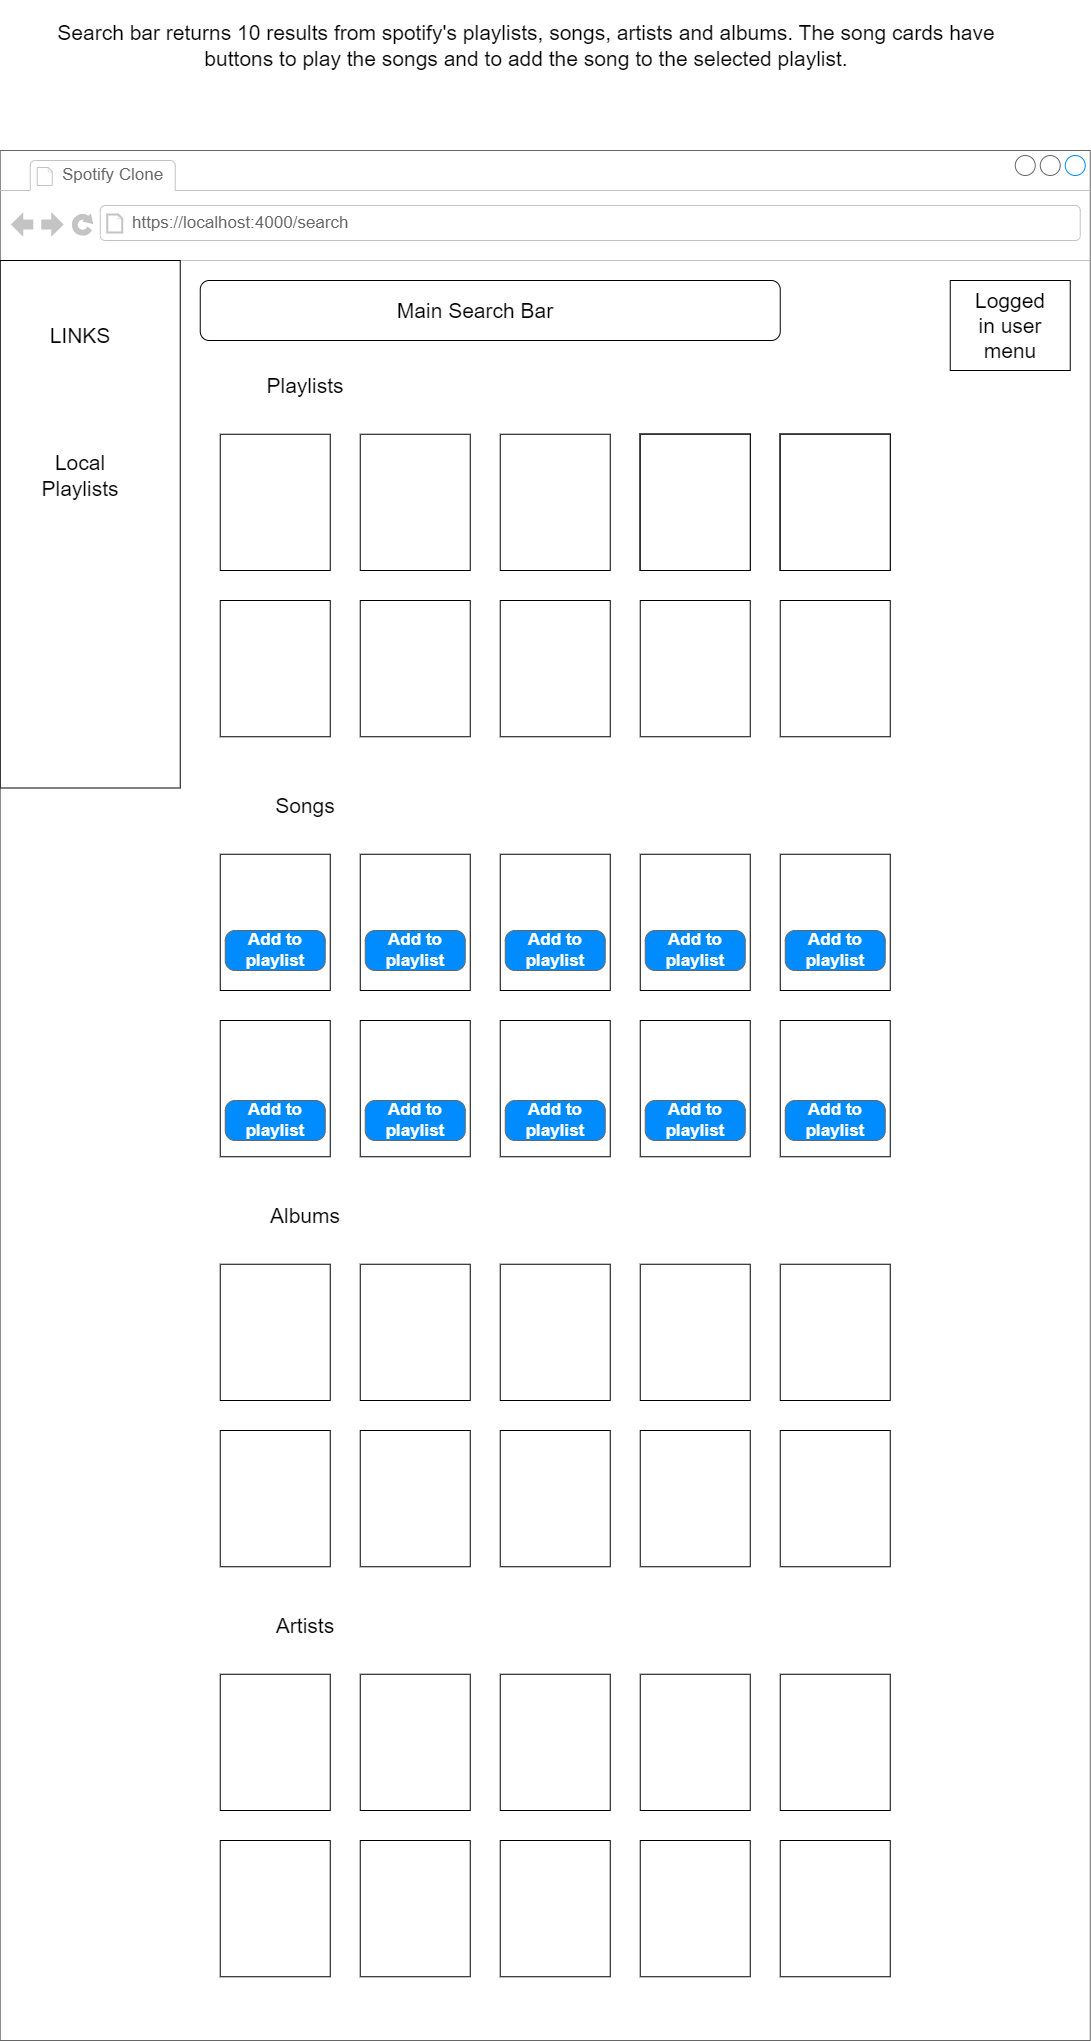 Search bar returns 10 results from spotify's playlists, songs, artists and albums. The song cards have
buttons to play the songs and to add the song to the selected playlist.
Spotify Clone
https://localhost:4000/search
Main Search Bar
Logged
in user
menu
LINKS
Local
Playlists
Playlists
Songs
Add to
playlist
Add to
playlist
Add to
playlist
Add to
playlist
Add to
playlist
Add to
playlist
Add to
playlist
Add to
playlist
Add to
playlist
Add to
playlist
Albums
Artists